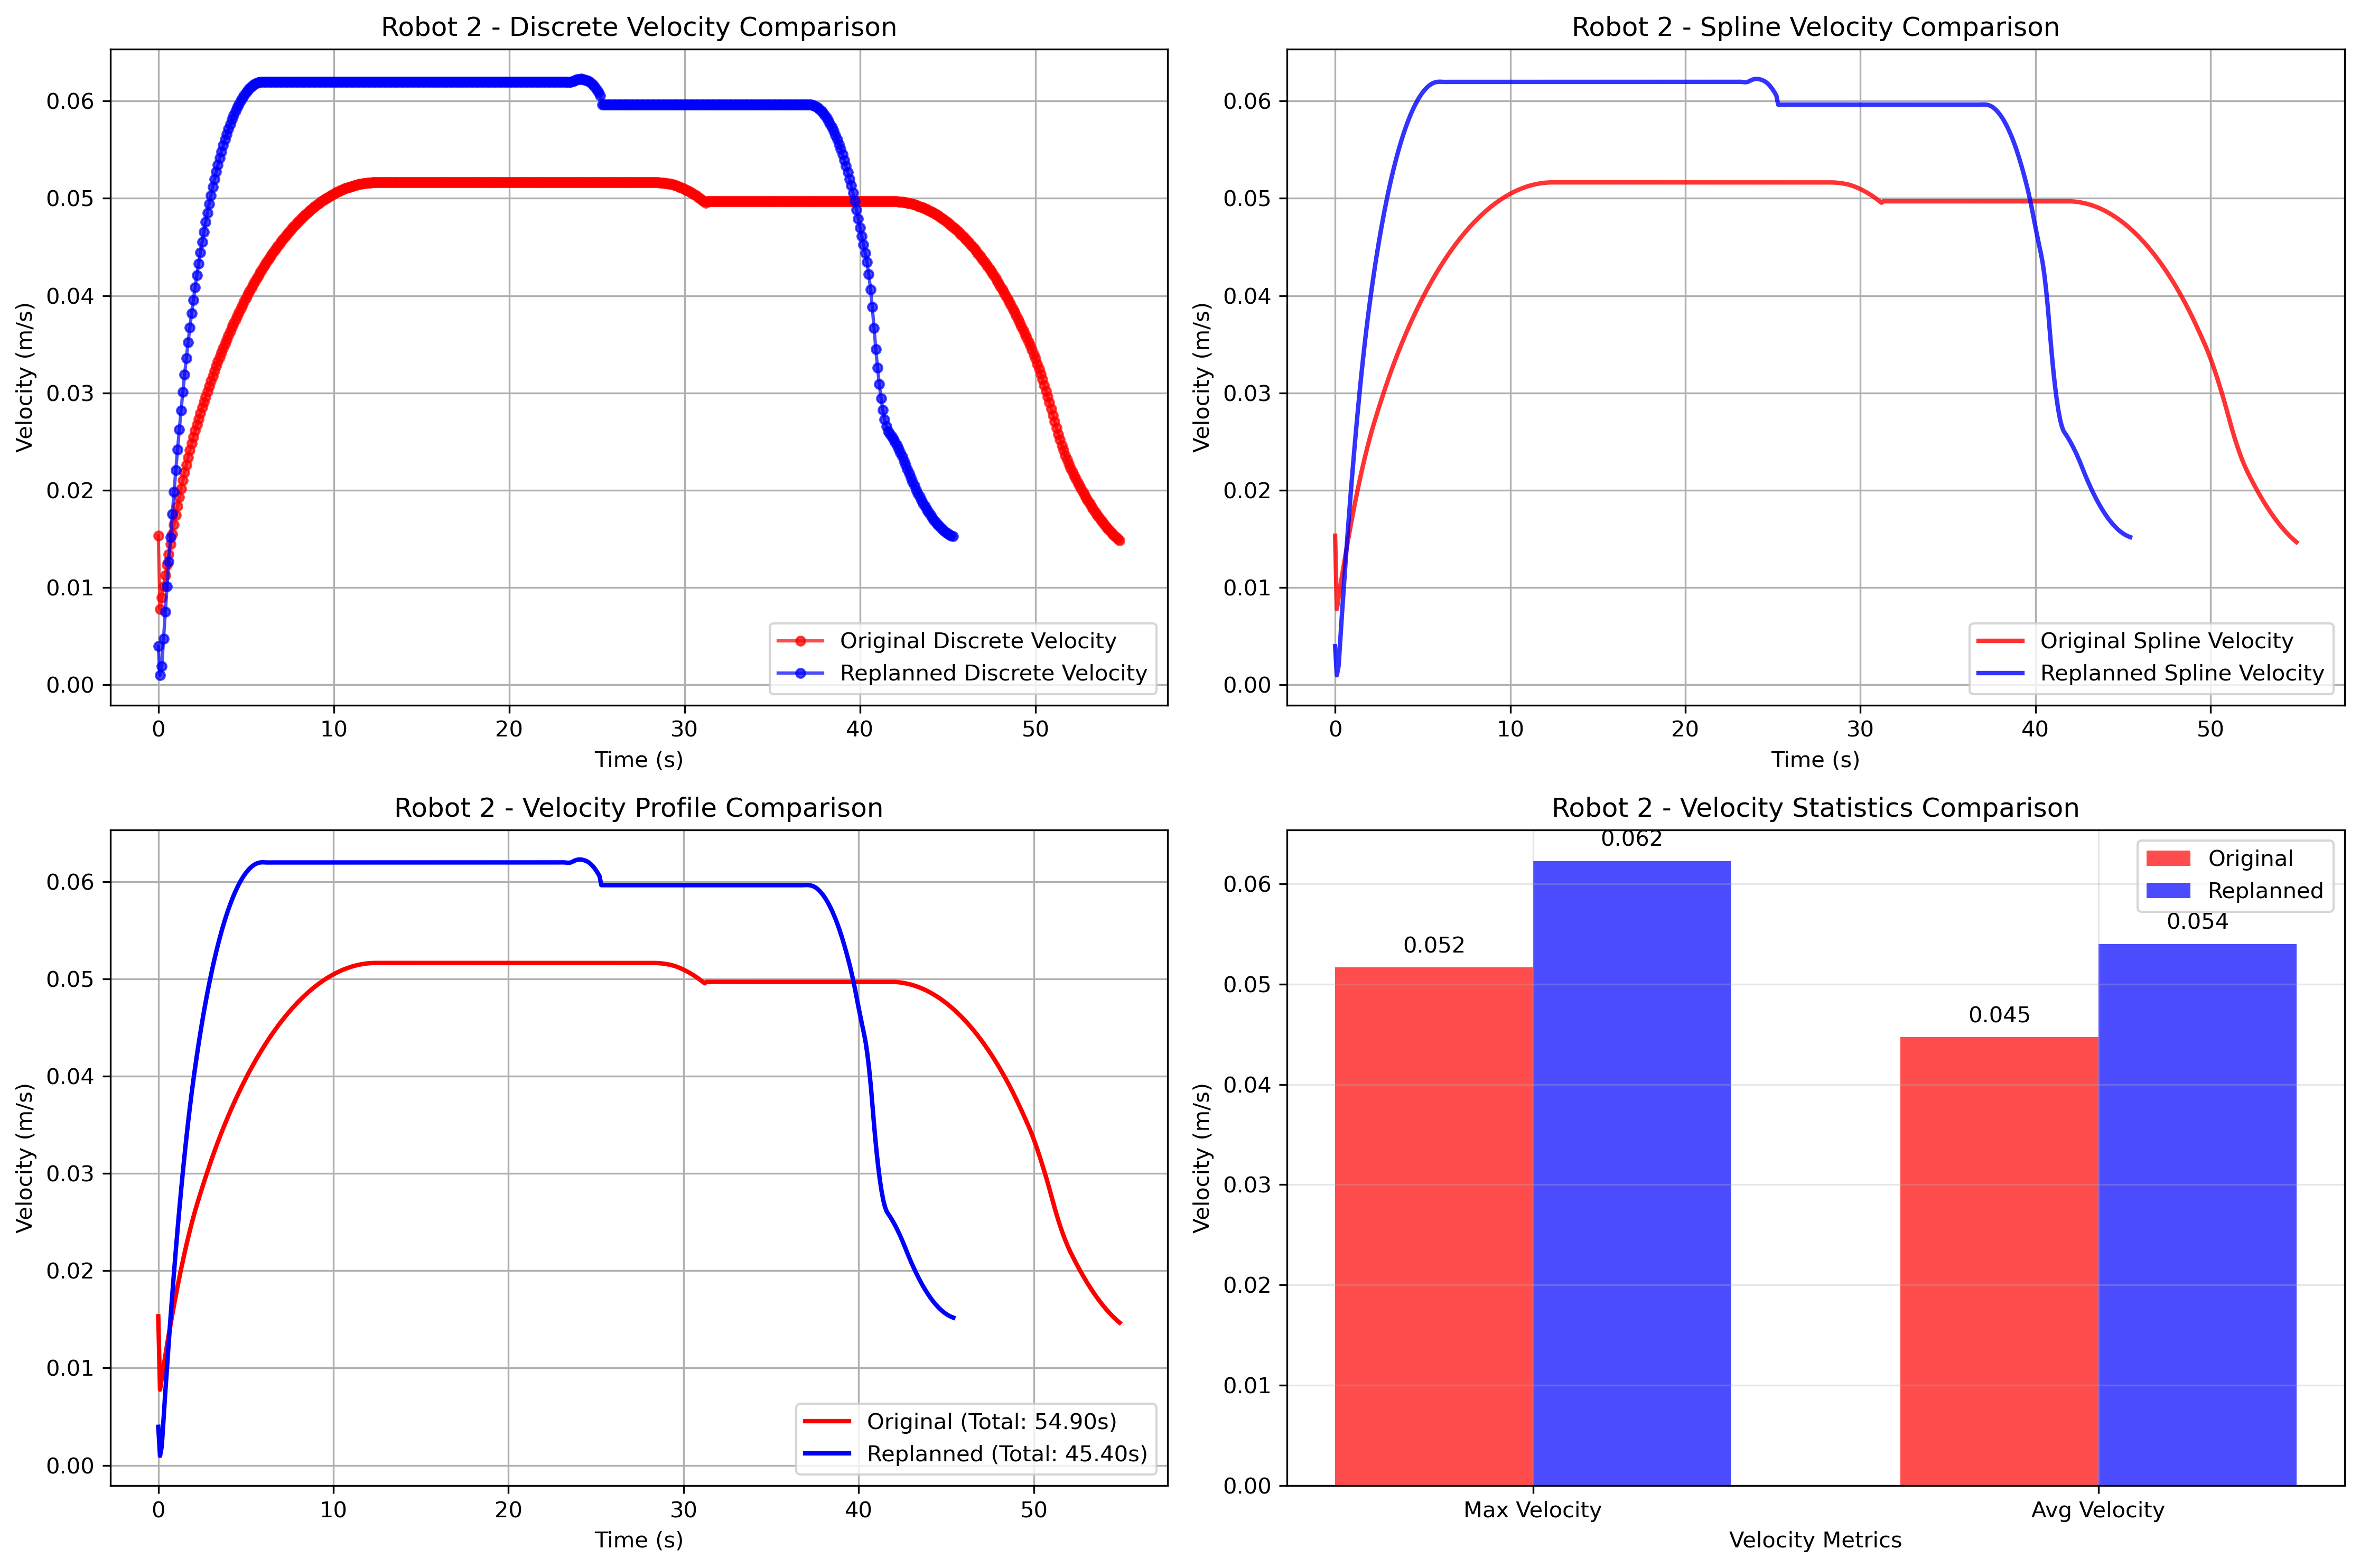 Robot 2 - Discrete Velocity Comparison
Velocity (m/s)
0.06
0.05
0.04
0.03
0.02
0.01
0.00
0 10 20 30 40 50
Time (s)
Original Discrete Velocity
Replanned Discrete Velocity
Robot 2 - Spline Velocity Comparison
Velocity (m/s)
0.06
0.05
0.04
0.03
0.02
0.01
0.00
0 10 20 30 40 50
Time (s)
Original Spline Velocity
Replanned Spline Velocity
Robot 2 - Velocity Profile Comparison
Velocity (m/s)
0.06
0.05
0.04
0.03
0.02
0.01
0.00
0 10 20 30 40 50
Time (s)
Original (Total: 54.90s)
Replanned (Total: 45.40s)
Robot 2 - Velocity Statistics Comparison
Velocity (m/s)
0.06
0.05
0.04
0.03
0.02
0.01
0.00
0.052
0.062
0.045
0.054
Original
Replanned
Max Velocity Avg Velocity
Velocity Metrics